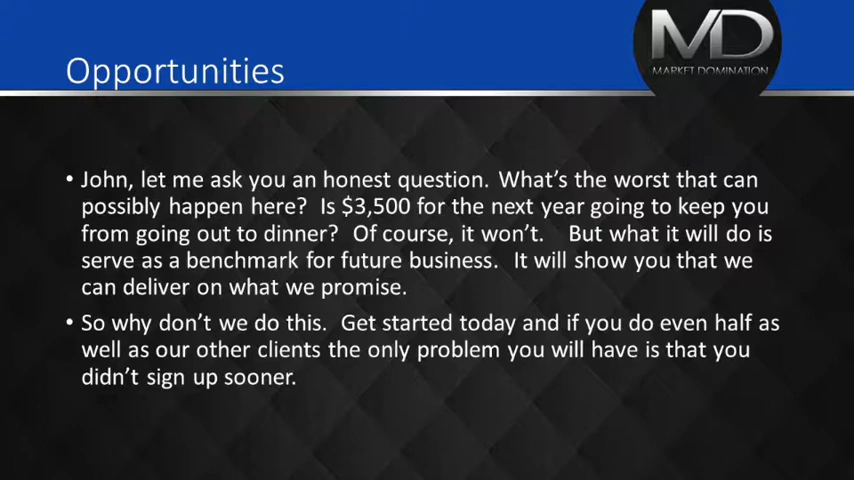 MD
MARKET DOMINATION
Opportunities
• John, let me ask you an honest question.  What’s the worst that can
possibly happen here?  Is $3,500 for the next year going to keep you
from going out to dinner?  Of course, it won’t.   But what it will do is
serve as a benchmark for future business.  It will show you that we
can deliver on what we promise.
• So why don’t we do this.  Get started today and if you do even half as
well as our other clients the only problem you will have is that you
didn’t sign up sooner.